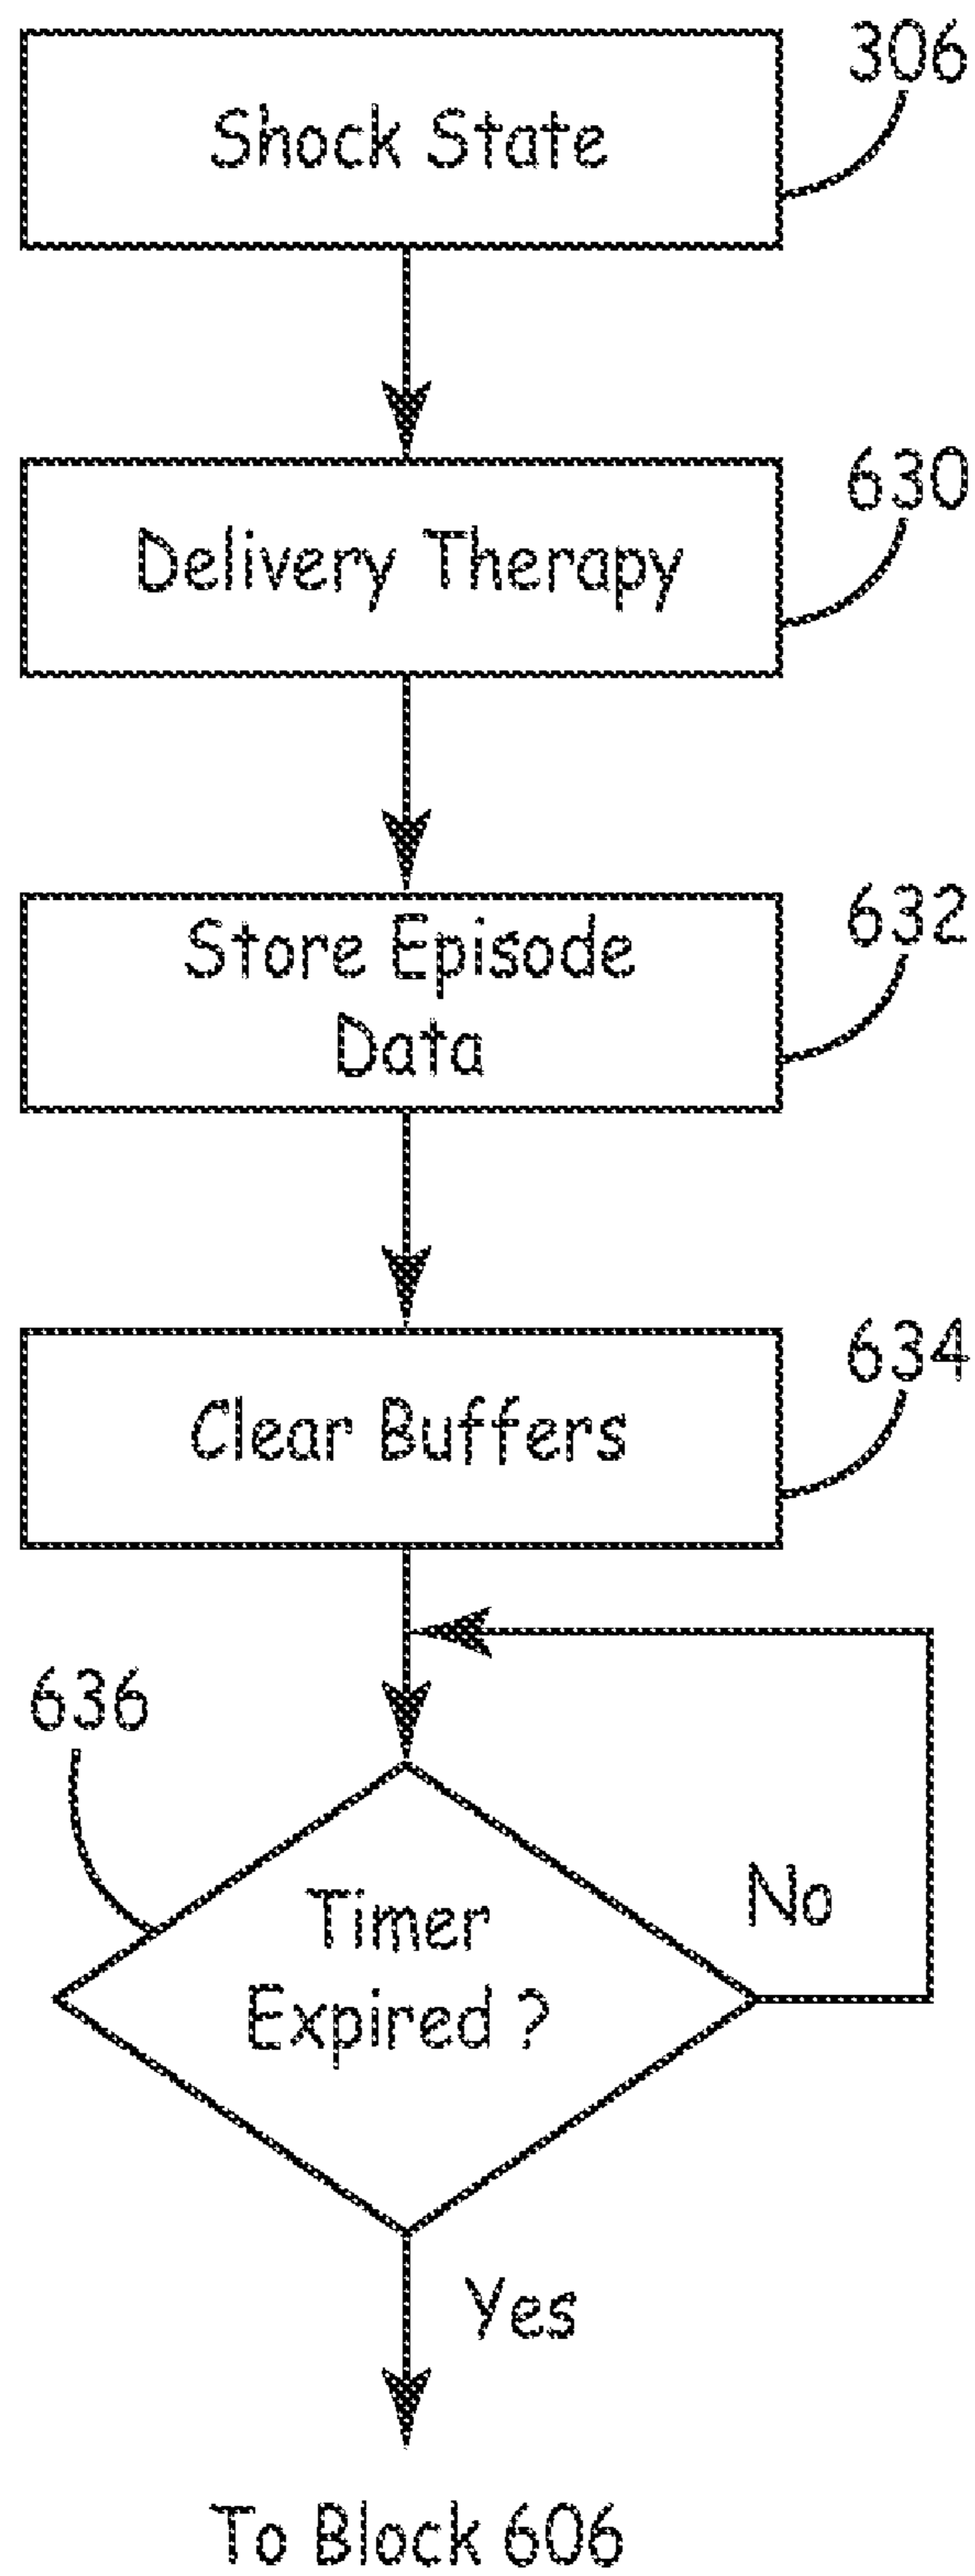 306
Shock State
630
Delivery Therapy
632
Store Episode
Data
634
Clear Buffers
636
Timer
Expired ?
No
Yes
To Block 606